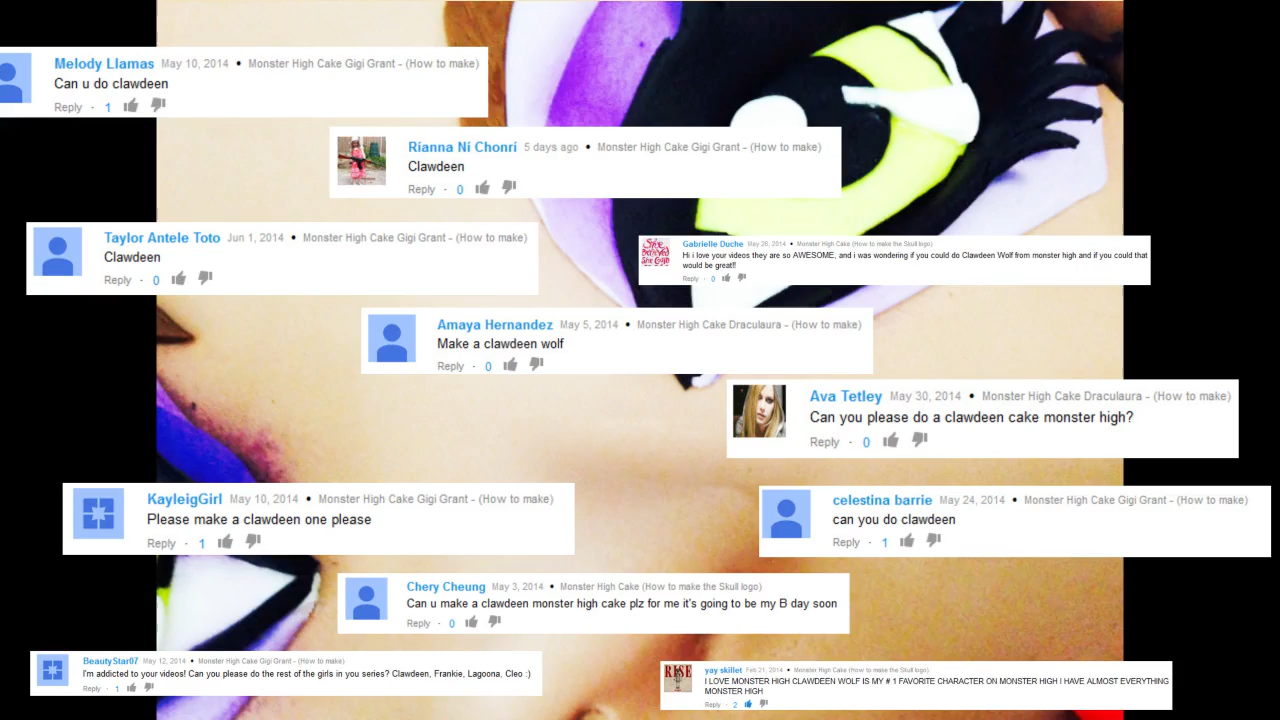 Melody Llamas May 10, 2014 • Monster High Cake Gigi Grant - (How to make)
Can u do clawdeen
Reply · 1
Rianna Ní Chonri 5 days ago • Monster High Cake Gigi Grant - (How to make)
Clawdeen
Reply · 0
Taylor Antele Toto Jun 1, 2014 • Monster High Cake Gigi Grant - (How to make)
Clawdeen
Reply · 0
She Believed She Could
Gabrielle Duche May 26, 2014 • Monster High Cake (How to make the Skull logo)
Hi i love your videos they are so AWESOME, and i was wondering if you could do Clawdeen Wolf from monster high and if you could that
would be great!!
Reply · 0
Amaya Hernandez May 5, 2014 • Monster High Cake Draculaura - (How to make)
Make a clawdeen wolf
Reply · 0
Ava Tetley May 30, 2014 • Monster High Cake Draculaura - (How to make)
Can you please do a clawdeen cake monster high?
Reply · 0
KayleigGirl May 10, 2014 • Monster High Cake Gigi Grant - (How to make)
Please make a clawdeen one please
Reply · 1
celestina barrie May 24, 2014 • Monster High Cake Gigi Grant - (How to make)
can you do clawdeen
Reply · 1
Chery Cheung May 3, 2014 • Monster High Cake (How to make the Skull logo)
Can u make a clawdeen monster high cake plz for me it's going to be my B day soon
Reply · 0
BeautyStar07 May 12, 2014 • Monster High Cake Gigi Grant - (How to make)
I'm addicted to your videos! Can you please do the rest of the girls in you series? Clawdeen, Frankie, Lagoona, Cleo :)
Reply · 1
RISE
yay skillet Feb 21, 2014 • Monster High Cake (How to make the Skull logo)
I LOVE MONSTER HIGH CLAWDEEN WOLF IS MY # 1 FAVORITE CHARACTER ON MONSTER HIGH I HAVE ALMOST EVERYTHING
MONSTER HIGH
Reply · 2